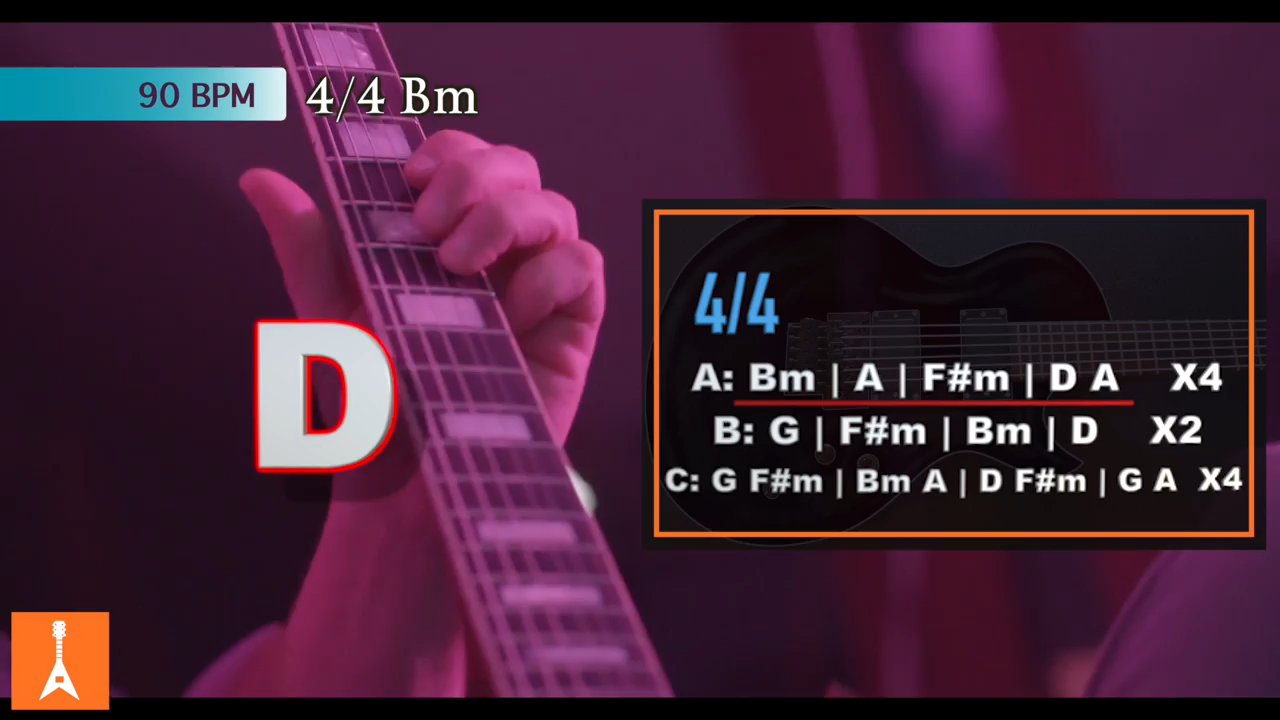 90 BPM
4/4 Bm
D
4/4
A: Bm | A | F#m | D A X4
B: G | F#m | Bm | D X2
C: G F#m | Bm A | D F#m | G A X4